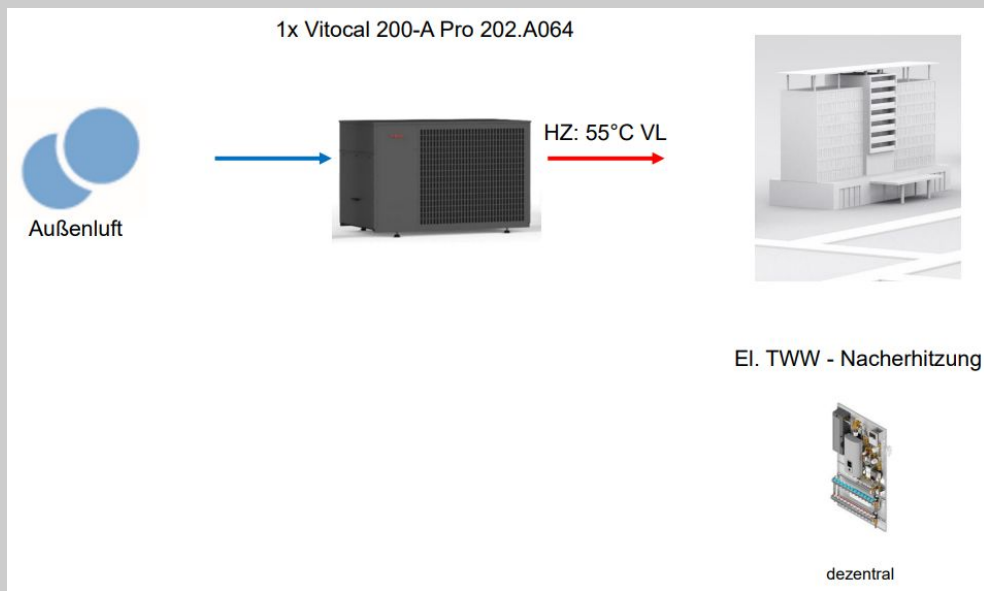 1x Vitocal 200-A Pro 202.A064
HZ: 55°C VL
Außenluft
El. TWW - Nacherhitzung
dezentral